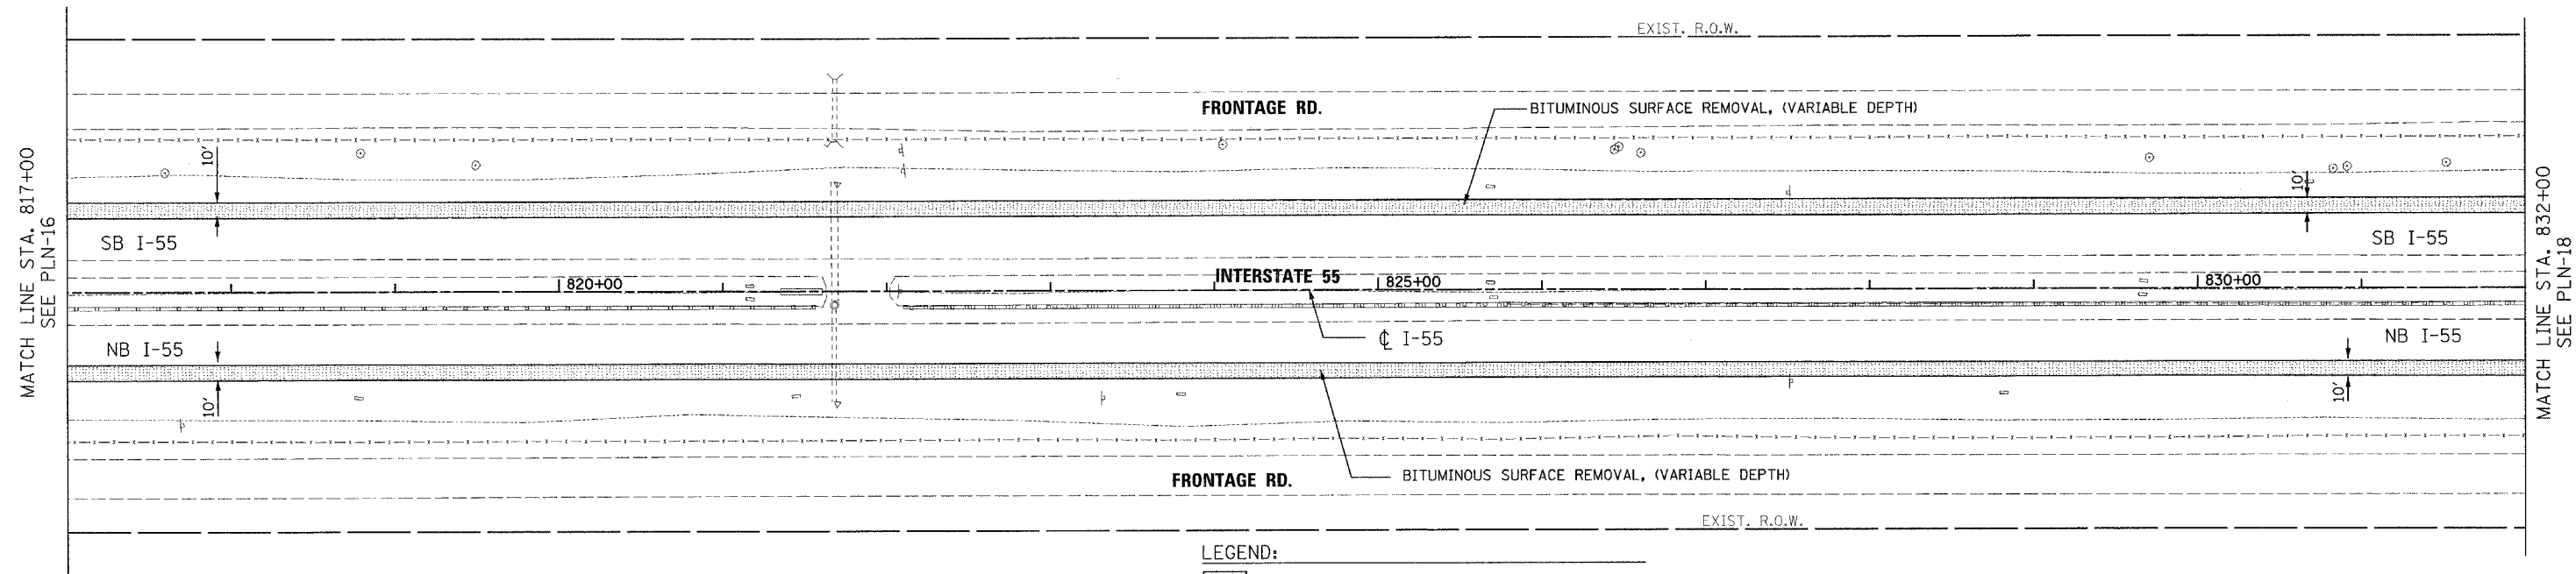 EXIST. R.O.W.
FRONTAGE RD.
BITUMINOUS SURFACE REMOVAL, (VARIABLE DEPTH)
MATCH LINE STA. 817+00
SEE PLN-16
10'
10'
SB I-55
SB I-55
MATCH LINE STA. 832+00
SEE PLN-18
INTERSTATE 55
820+00
825+00
830+00
℄ I-55
NB I-55
NB I-55
10'
10'
FRONTAGE RD.
BITUMINOUS SURFACE REMOVAL, (VARIABLE DEPTH)
EXIST. R.O.W.
LEGEND: